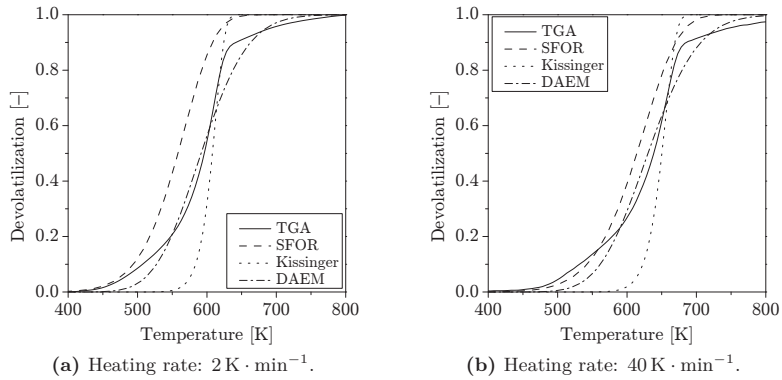 1.0
0.8
0.6
0.4
0.2
0.0
Devolatilization [−]
400 500 600 700 800
Temperature [K]
TGA
SFOR
Kissinger
DAEM
(a) Heating rate: 2 K · min⁻¹.
1.0
0.8
0.6
0.4
0.2
0.0
Devolatilization [−]
400 500 600 700 800
Temperature [K]
TGA
SFOR
Kissinger
DAEM
(b) Heating rate: 40 K · min⁻¹.